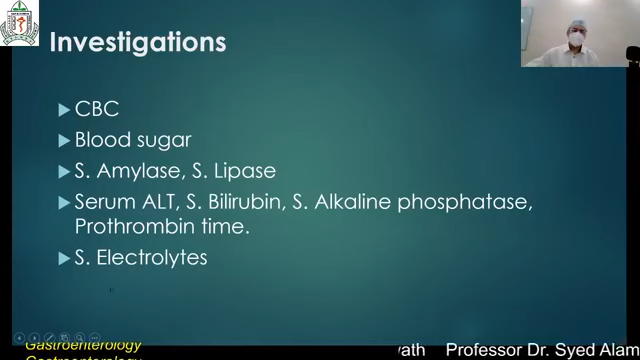 Investigations
CBC
Blood sugar
S. Amylase, S. Lipase
Serum ALT, S. Bilirubin, S. Alkaline phosphatase,
Prothrombin time.
S. Electrolytes
Gastroenterology
Gastroenterology
Professor Dr. Syed Alam